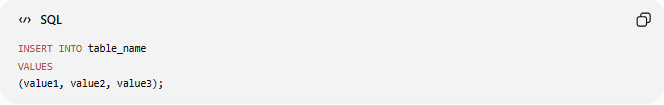 SQL
INSERT INTO table_name
VALUES
(value1, value2, value3);